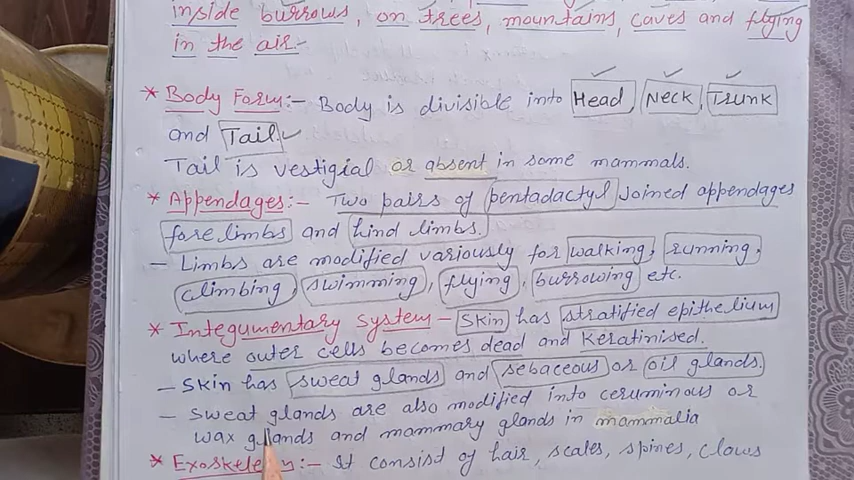 inside burrows, on trees, mountains, caves and flying
in the air-
* Body Form:- Body is divisible into Head, Neck, Trunk
and Tail.
Tail is vestigial or absent in some mammals.
* Appendages:- Two pairs of pentadactyl joined appendages
forelimbs and hind limbs.
- Limbs are modified variously for walking, running,
climbing, swimming, flying, burrowing etc.
* Integumentary System- Skin has stratified epithelium
where outer cells becomes dead and Keratinised.
- Skin has sweat glands and sebaceous or oil glands.
- Sweat glands are also modified into ceruminous or
wax glands and mammary glands in mammalia
* Exoskeleton:- It consist of hair, scales, spines, claws